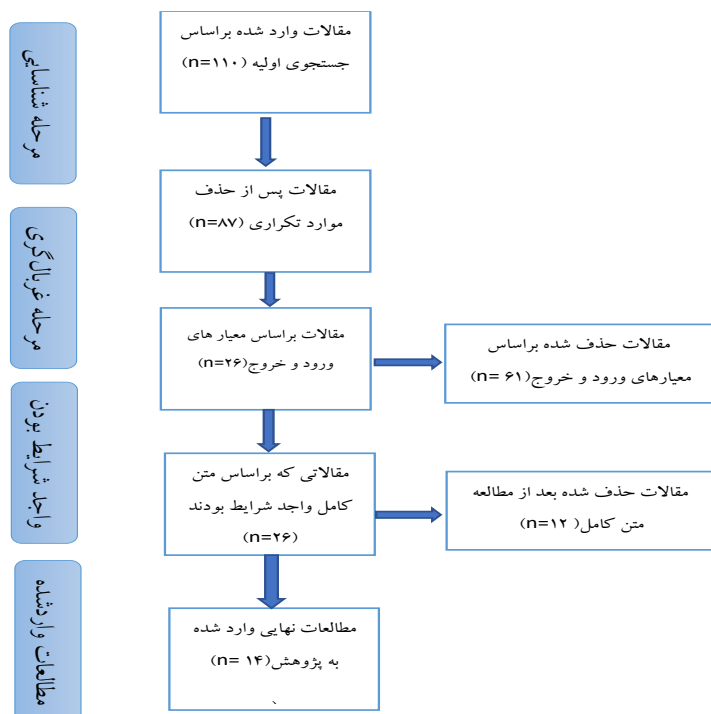 مرحله شناسایی
مقالات وارد شده براساس
جستجوی اولیه (n=۱۱۰)
مرحله غربال‌گری
مقالات پس از حذف
موارد تکراری (n=۸۷)
مقالات براساس معیار های
ورود و خروج(n=۲۶)
مقالات حذف شده براساس
معیارهای ورود و خروج(n= ۶۱)
واجد شرایط بودن
مقالاتی که براساس متن
کامل واجد شرایط بودند
(n=۲۶)
مقالات حذف شده بعد از مطالعه
متن کامل( n=۱۲)
مطالعات واردشده
مطالعات نهایی وارد شده
به پژوهش(n= ۱۴)